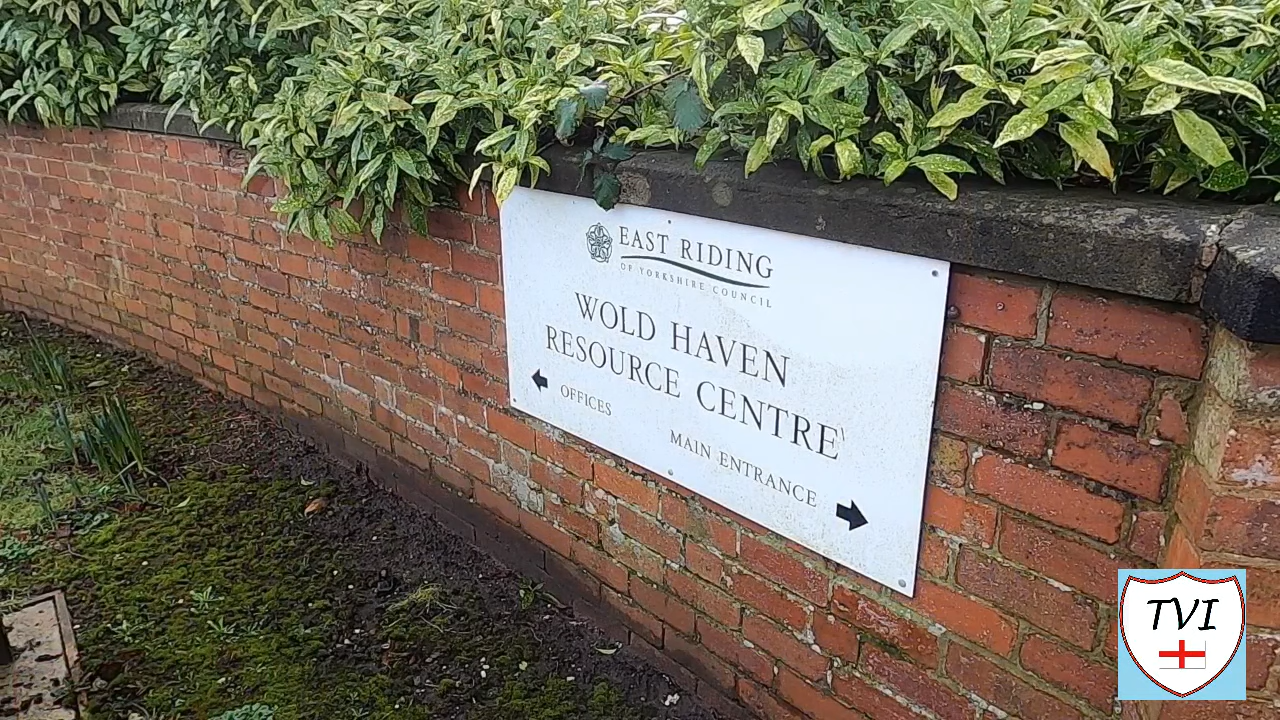 EAST RIDING
OF YORKSHIRE COUNCIL
WOLD HAVEN
RESOURCE CENTRE
OFFICES
MAIN ENTRANCE
TVI